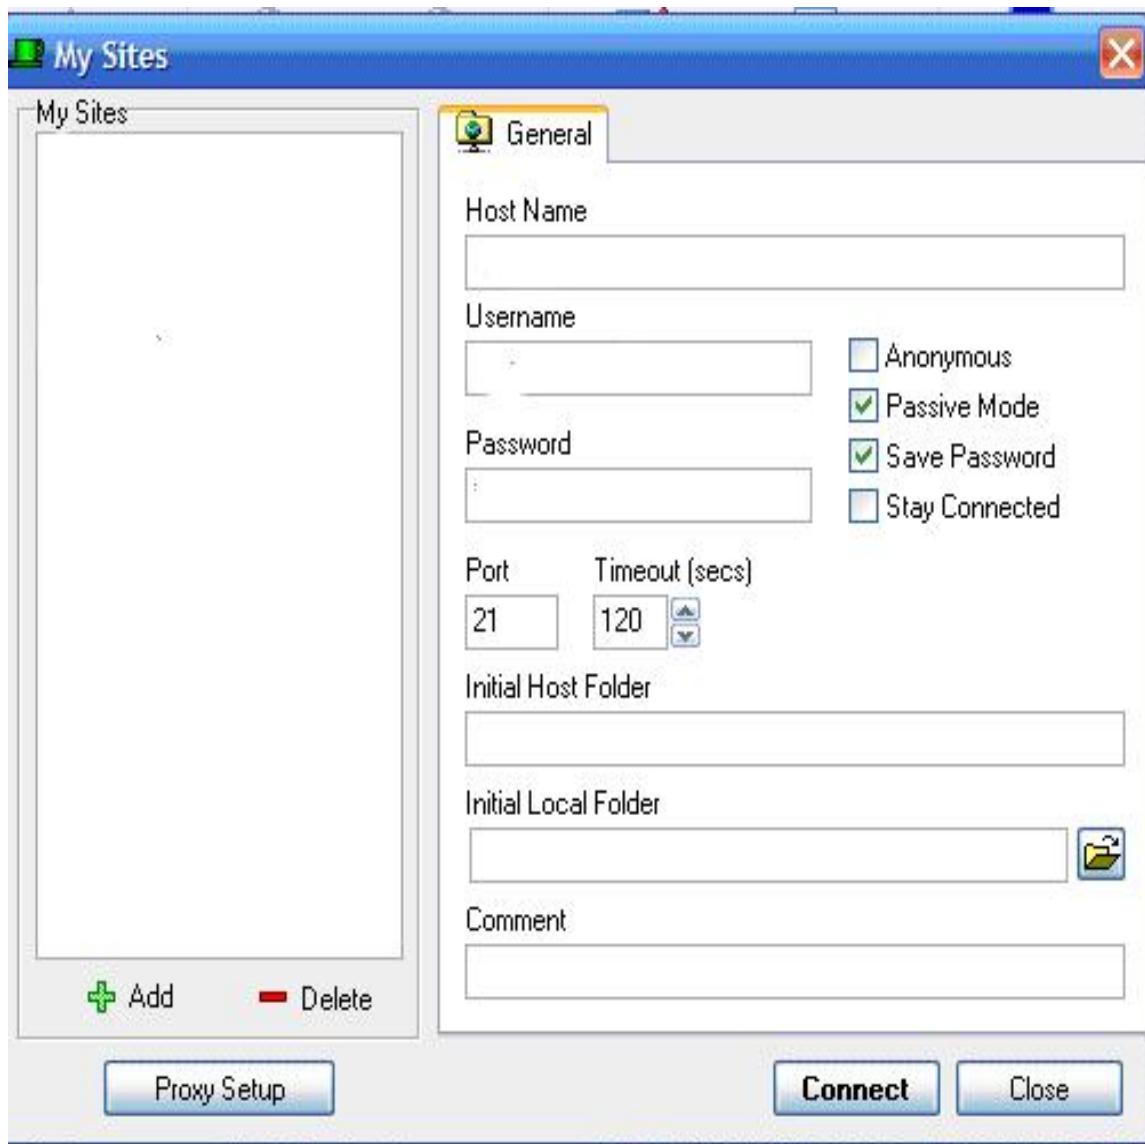 My Sites
My Sites
General
Host Name
Username
Anonymous
Passive Mode
Password
Save Password
Stay Connected
Port Timeout (secs)
21 120
Initial Host Folder
Initial Local Folder
Comment
Add Delete
Proxy Setup Connect Close